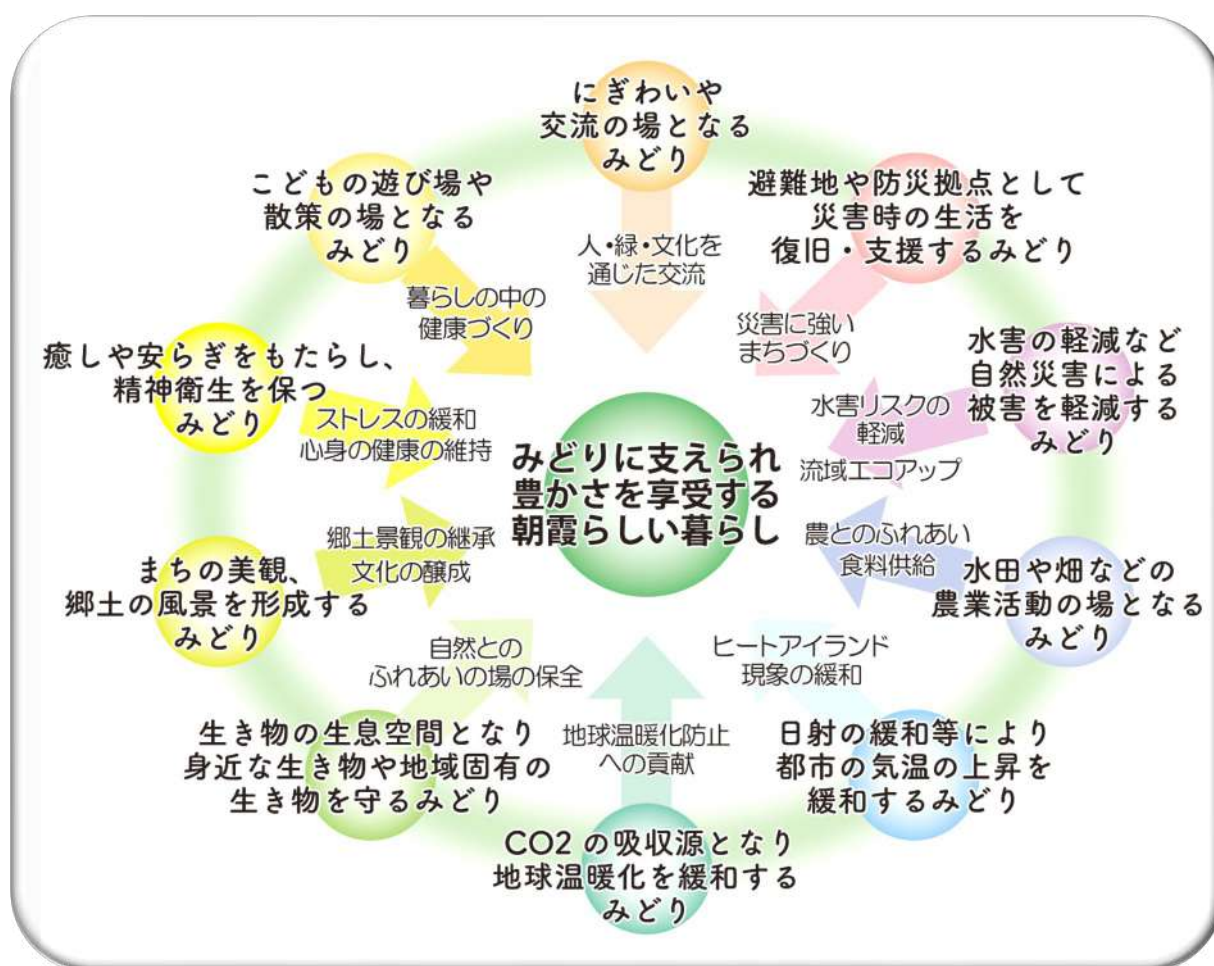 にぎわいや
交流の場となる
みどり
人・緑・文化を
通じた交流
避難地や防災拠点として
災害時の生活を
復旧・支援するみどり
災害に強い
まちづくり
水害の軽減など
自然災害による
被害を軽減する
みどり
水害リスクの
軽減
流域エコアップ
水田や畑などの
農業活動の場となる
みどり
農とのふれあい
食料供給
日射の緩和等により
都市の気温の上昇を
緩和するみどり
ヒートアイランド
現象の緩和
CO2 の吸収源となり
地球温暖化を緩和する
みどり
地球温暖化防止
への貢献
生き物の生息空間となり
身近な生き物や地域固有の
生き物を守るみどり
自然との
ふれあいの場の保全
まちの美観、
郷土の風景を形成する
みどり
郷土景観の継承
文化の醸成
癒しや安らぎをもたらし、
精神衛生を保つ
みどり
ストレスの緩和
心身の健康の維持
こどもの遊び場や
散策の場となる
みどり
暮らしの中の
健康づくり
みどりに支えられ
豊かさを享受する
朝霞らしい暮らし